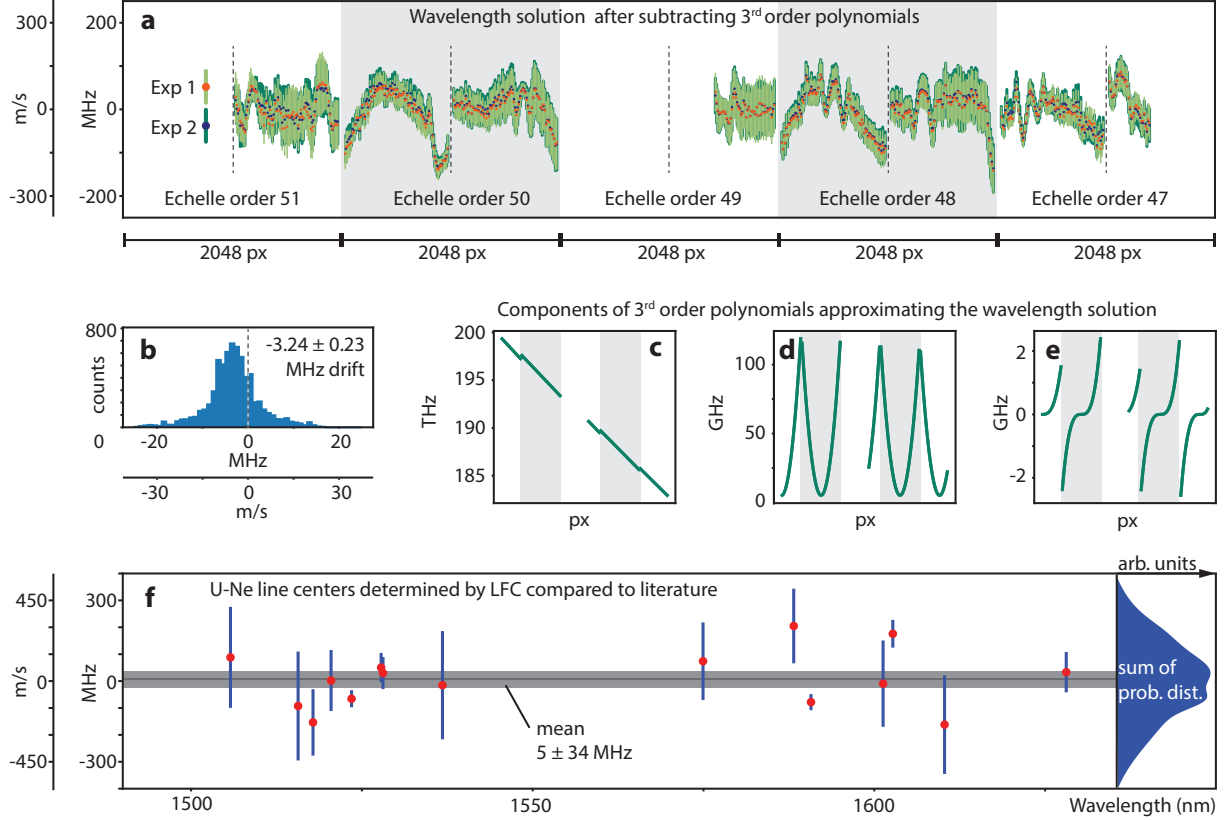 a
Wavelength solution after subtracting 3rd order polynomials
m/s
300
0
-300
MHz
200
0
-200
Exp 1
Exp 2
Echelle order 51
Echelle order 50
Echelle order 49
Echelle order 48
Echelle order 47
2048 px
2048 px
2048 px
2048 px
2048 px
b
-3.24 ± 0.23
MHz drift
counts
800
0
-20
0
20
MHz
-30
0
30
m/s
Components of 3rd order polynomials approximating the wavelength solution
c
THz
200
195
190
185
px
d
GHz
100
50
0
px
e
GHz
2
0
-2
px
f
U-Ne line centers determined by LFC compared to literature
m/s
450
0
-450
MHz
300
0
-300
mean
5 ± 34 MHz
arb. units
sum of
prob. dist.
1500
1550
1600
Wavelength (nm)